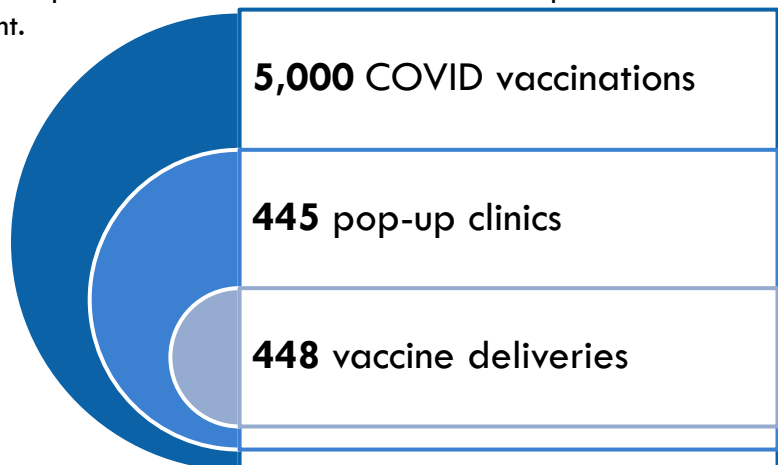 nt.
5,000 COVID vaccinations
445 pop-up clinics
448 vaccine deliveries